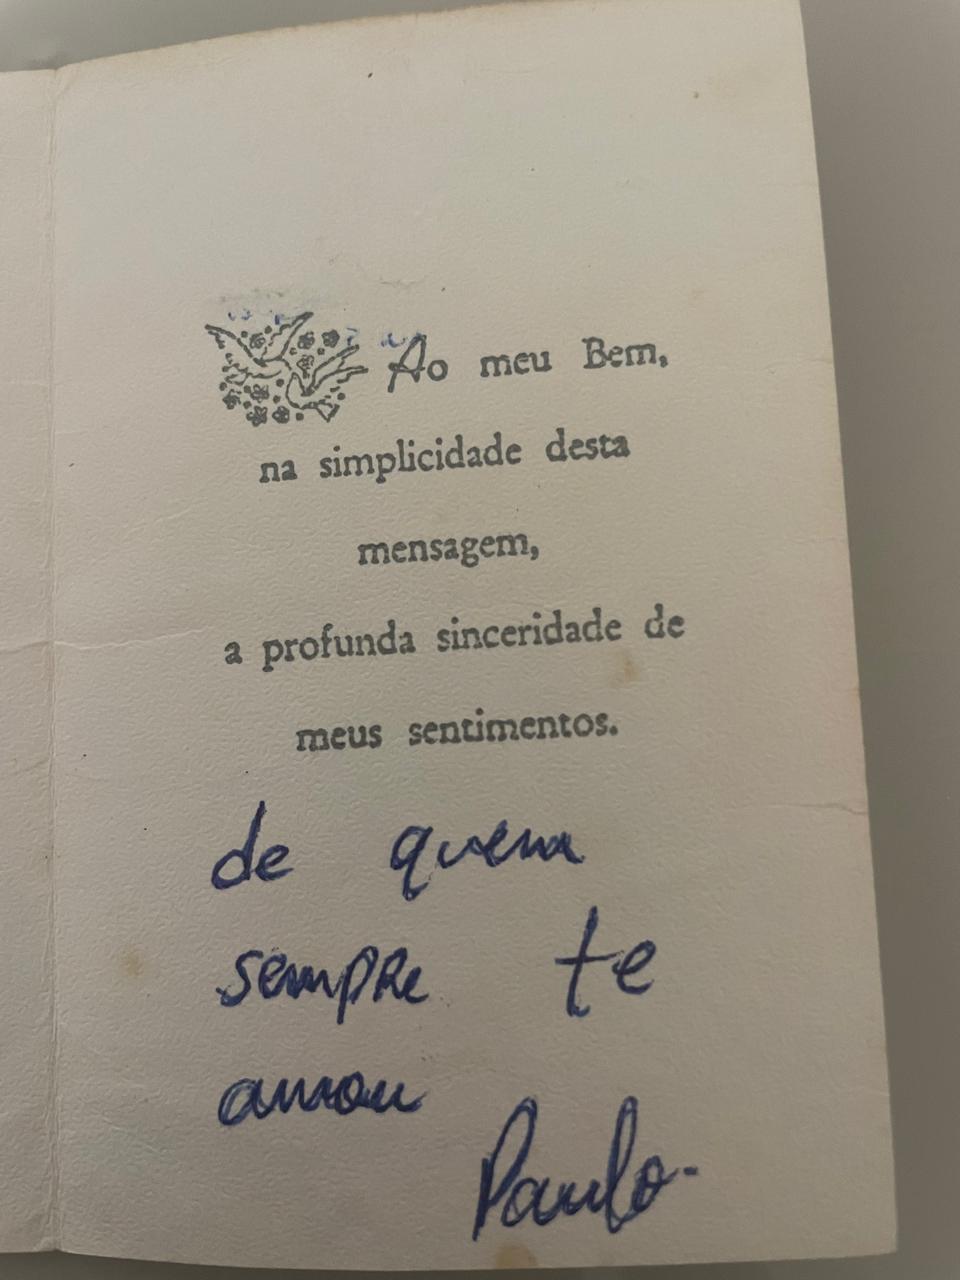 Ao meu Bem,
na simplicidade desta
mensagem,
a profunda sinceridade de
meus sentimentos.
de quem
sempre te
amou
Paulo.